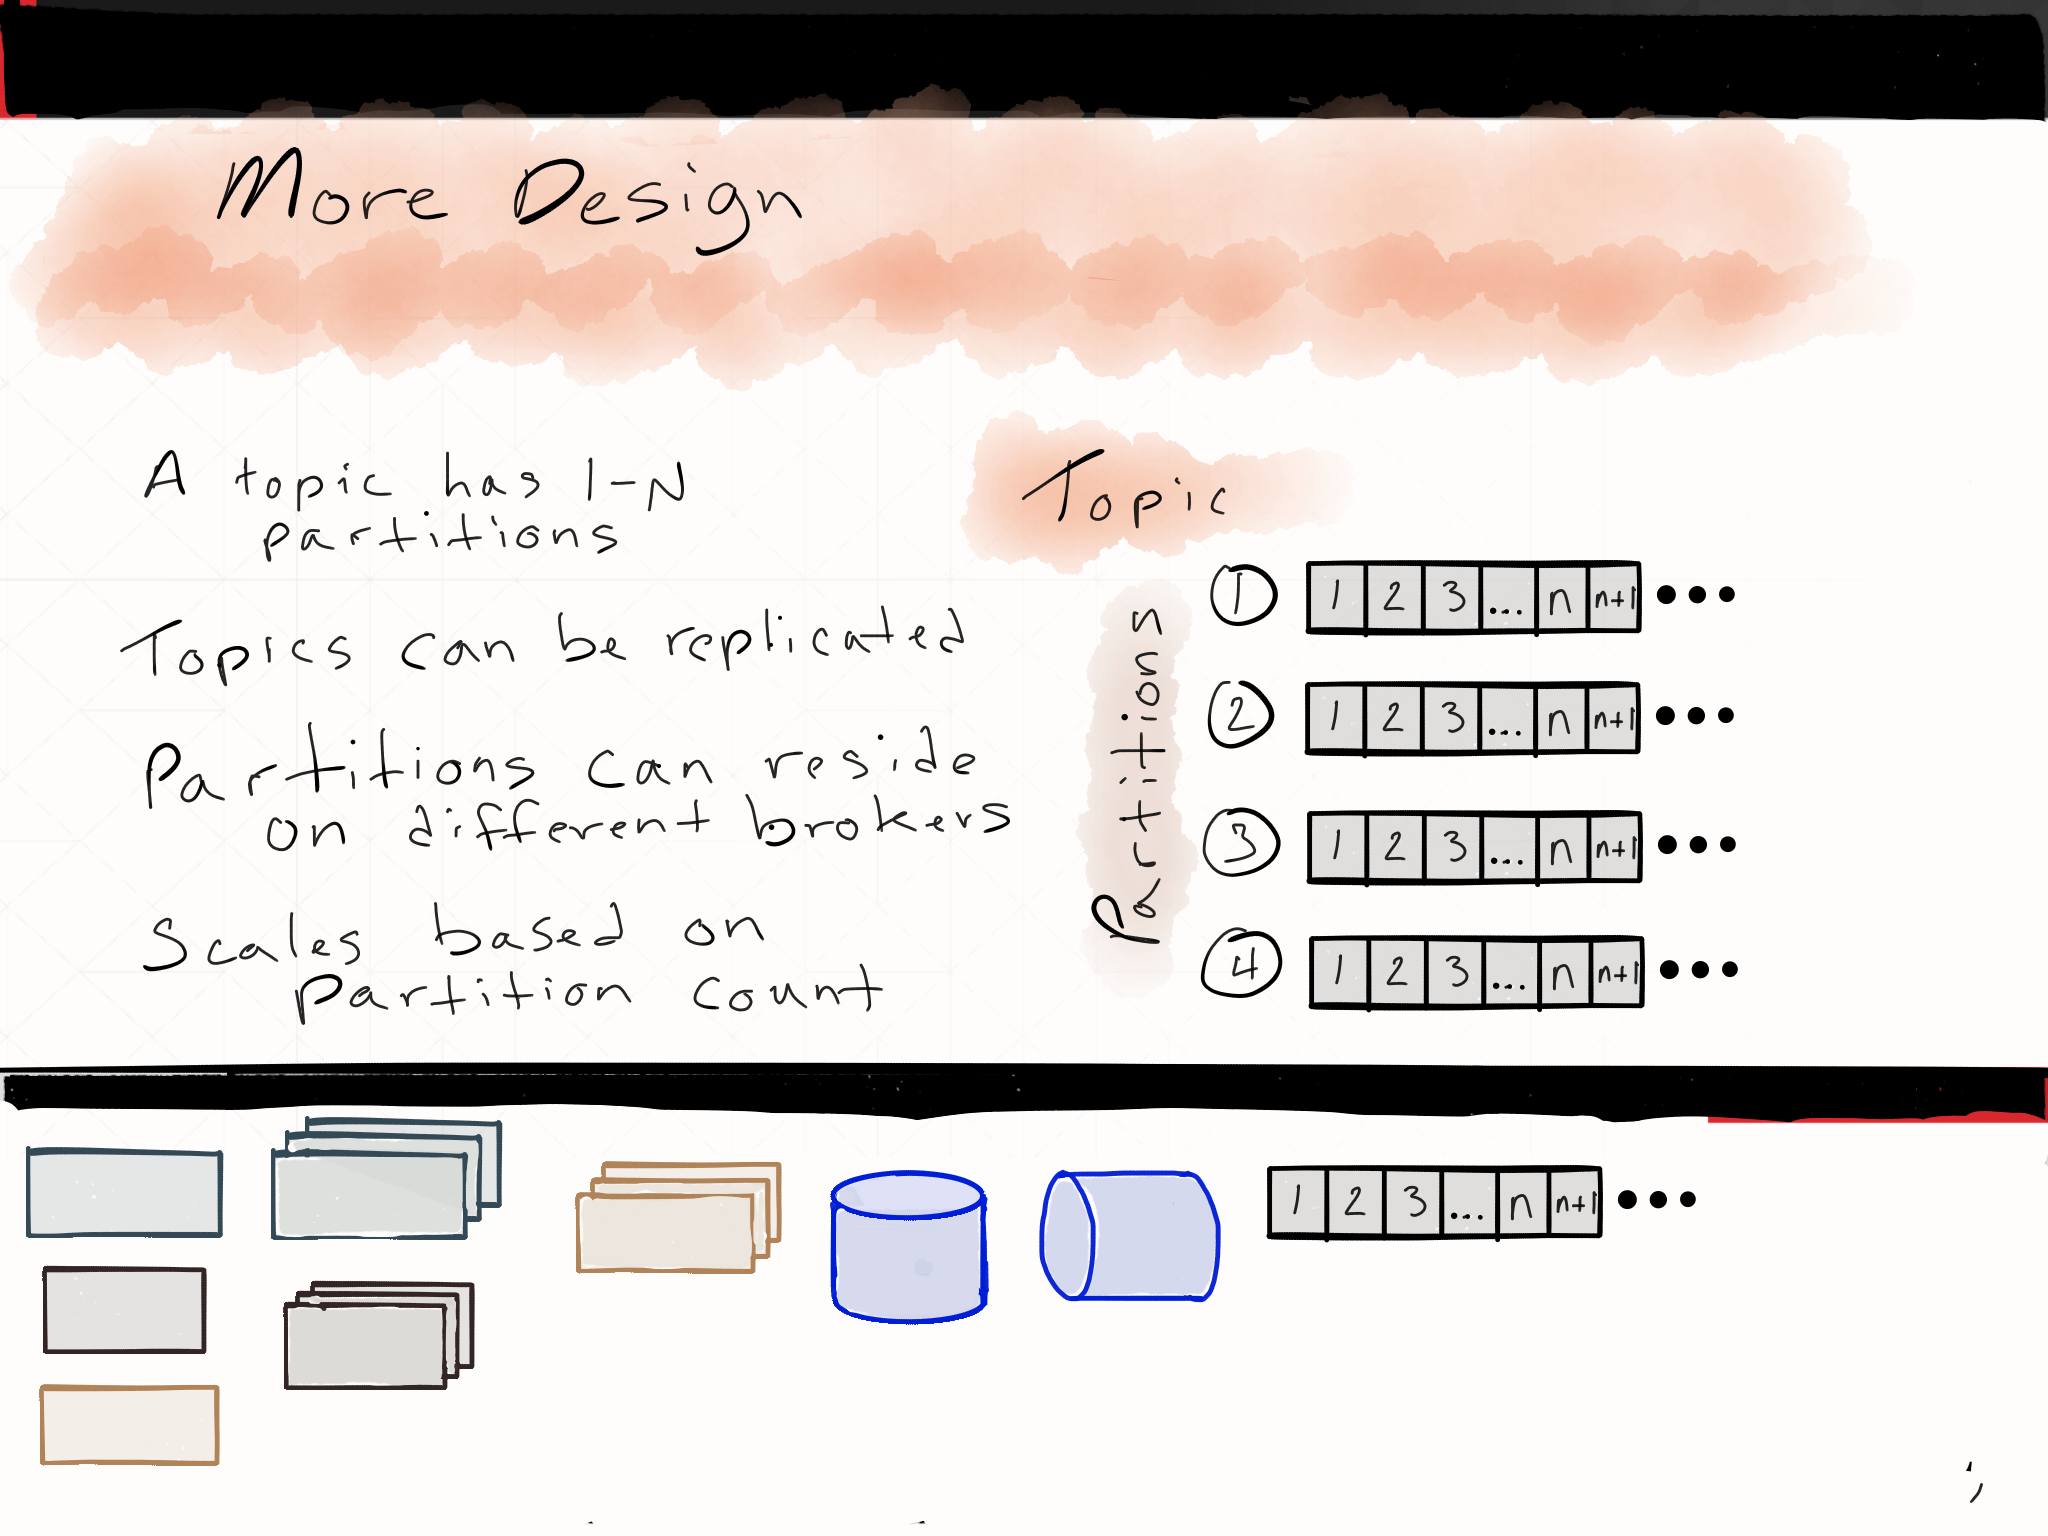 More Design
A topic has 1-N
partitions
Topics can be replicated
Partitions can reside
on different brokers
Scales based on
Partition count
Topic
Partitions
1 1 2 3 ... n n+1 •••
2 1 2 3 ... n n+1 •••
3 1 2 3 ... n n+1 •••
4 1 2 3 ... n n+1 •••
1 2 3 ... n n+1 •••